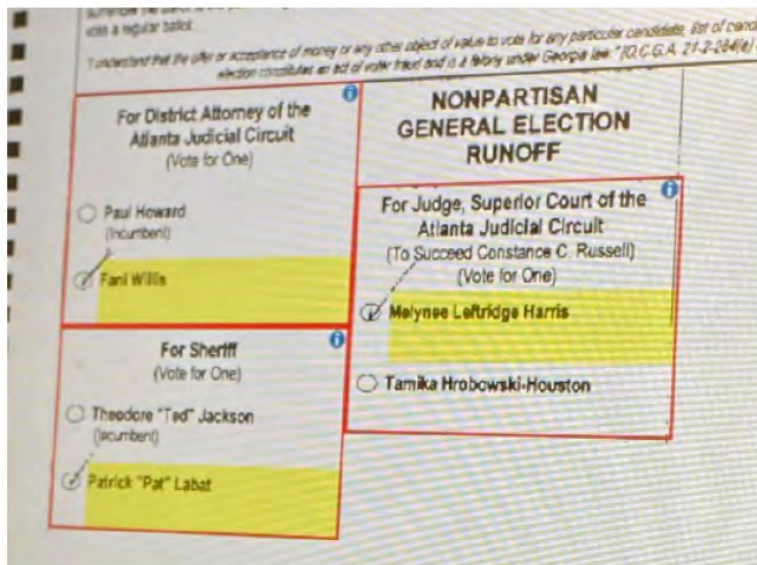 vote a regular ballot.
"I understand that the offer or acceptance of money or any other object of value to vote for any particular candidate, list of
election constitutes an act of voter fraud and is a felony under Georgia law." [O.C.G.A. 21-2-284(e)
For District Attorney of the
Atlanta Judicial Circuit
(Vote for One)
Paul Howard
(Incumbent)
Fani Willis
For Sheriff
(Vote for One)
Theodore "Ted" Jackson
(Incumbent)
Patrick "Pat" Labat
NONPARTISAN
GENERAL ELECTION
RUNOFF
For Judge, Superior Court of the
Atlanta Judicial Circuit
(To Succeed Constance C. Russell)
(Vote for One)
Melynee Leftridge Harris
Tamika Hrobowski-Houston